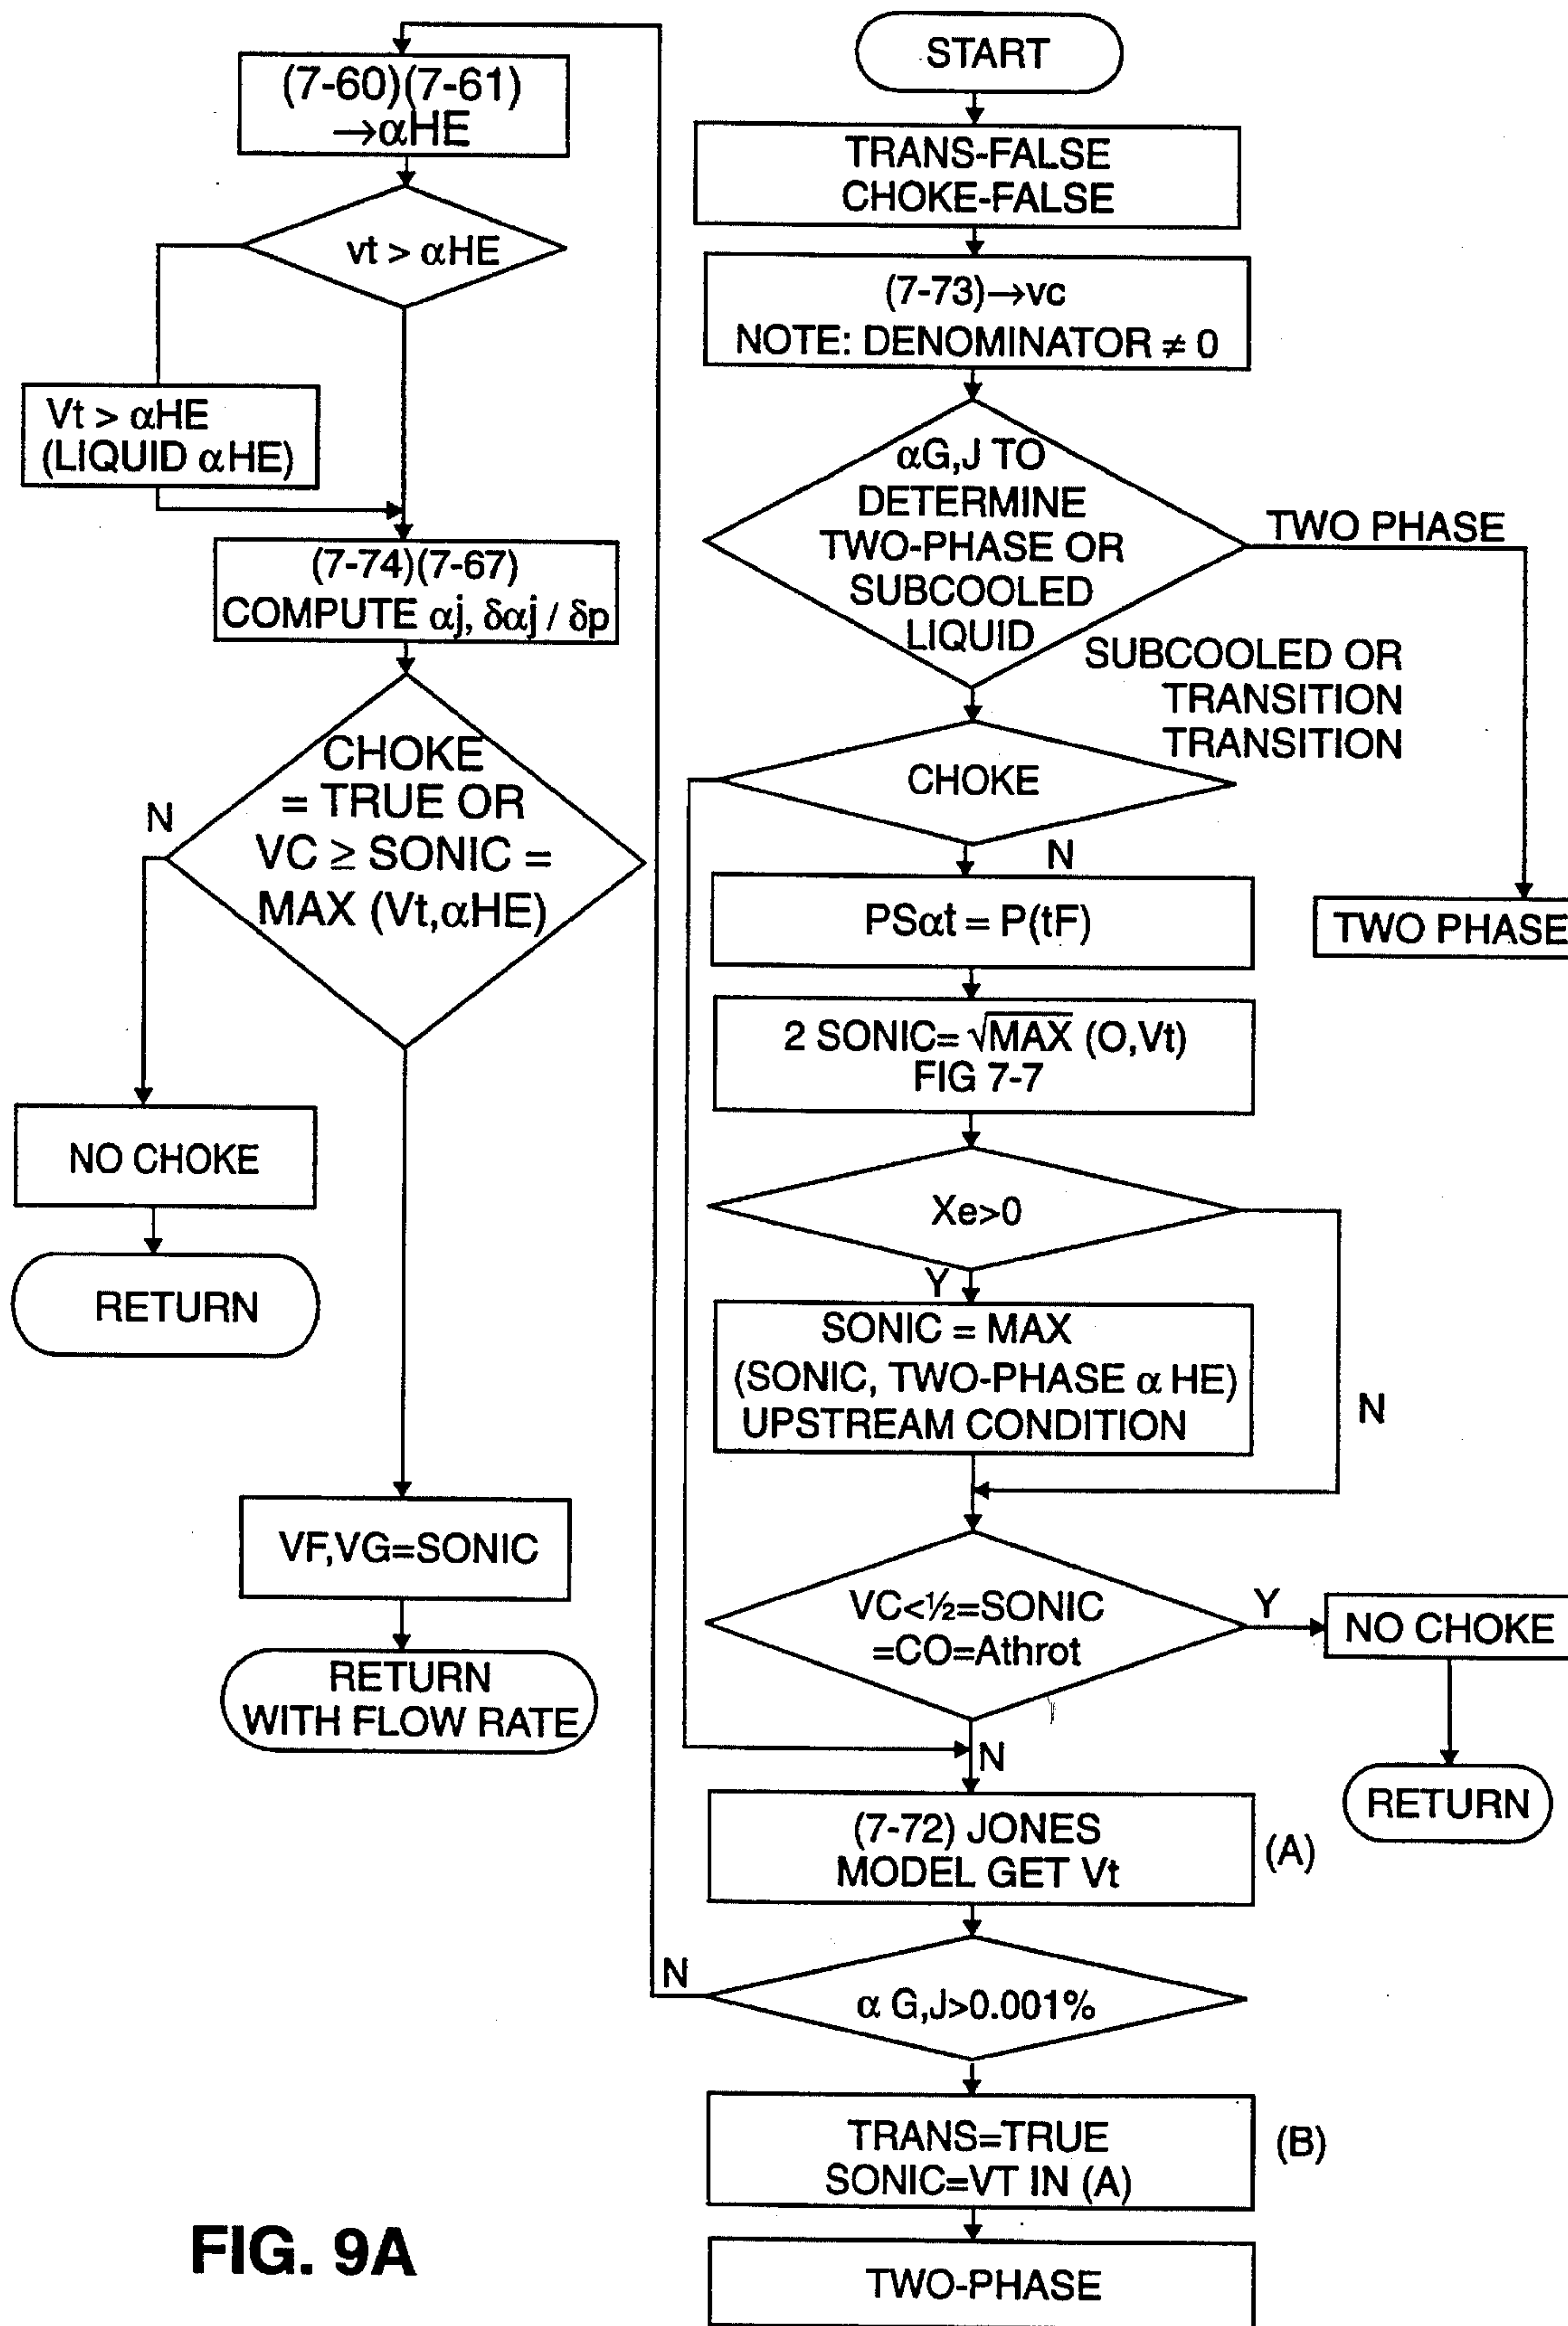 START
TRANS-FALSE
CHOKE-FALSE
(7-73)→vc
NOTE: DENOMINATOR ≠ 0
αG,J TO
DETERMINE
TWO-PHASE OR
SUBCOOLED
LIQUID
TWO PHASE
SUBCOOLED OR
TRANSITION
TRANSITION
TWO PHASE
CHOKE
N
PSαt = P(tF)
2 SONIC= √MAX (O,Vt)
FIG 7-7
Xe>0
Y
N
SONIC = MAX
(SONIC, TWO-PHASE α HE)
UPSTREAM CONDITION
VC<½=SONIC
=CO=Athrot
Y
NO CHOKE
RETURN
N
(7-72) JONES
MODEL GET Vt
(A)
α G,J>0.001%
N
TRANS=TRUE
SONIC=VT IN (A)
(B)
TWO-PHASE
(7-60)(7-61)
→αHE
vt > αHE
Vt > αHE
(LIQUID αHE)
(7-74)(7-67)
COMPUTE αj, δαj / δp
CHOKE
= TRUE OR
VC ≥ SONIC =
MAX (Vt,αHE)
N
NO CHOKE
RETURN
VF,VG=SONIC
RETURN
WITH FLOW RATE
FIG. 9A